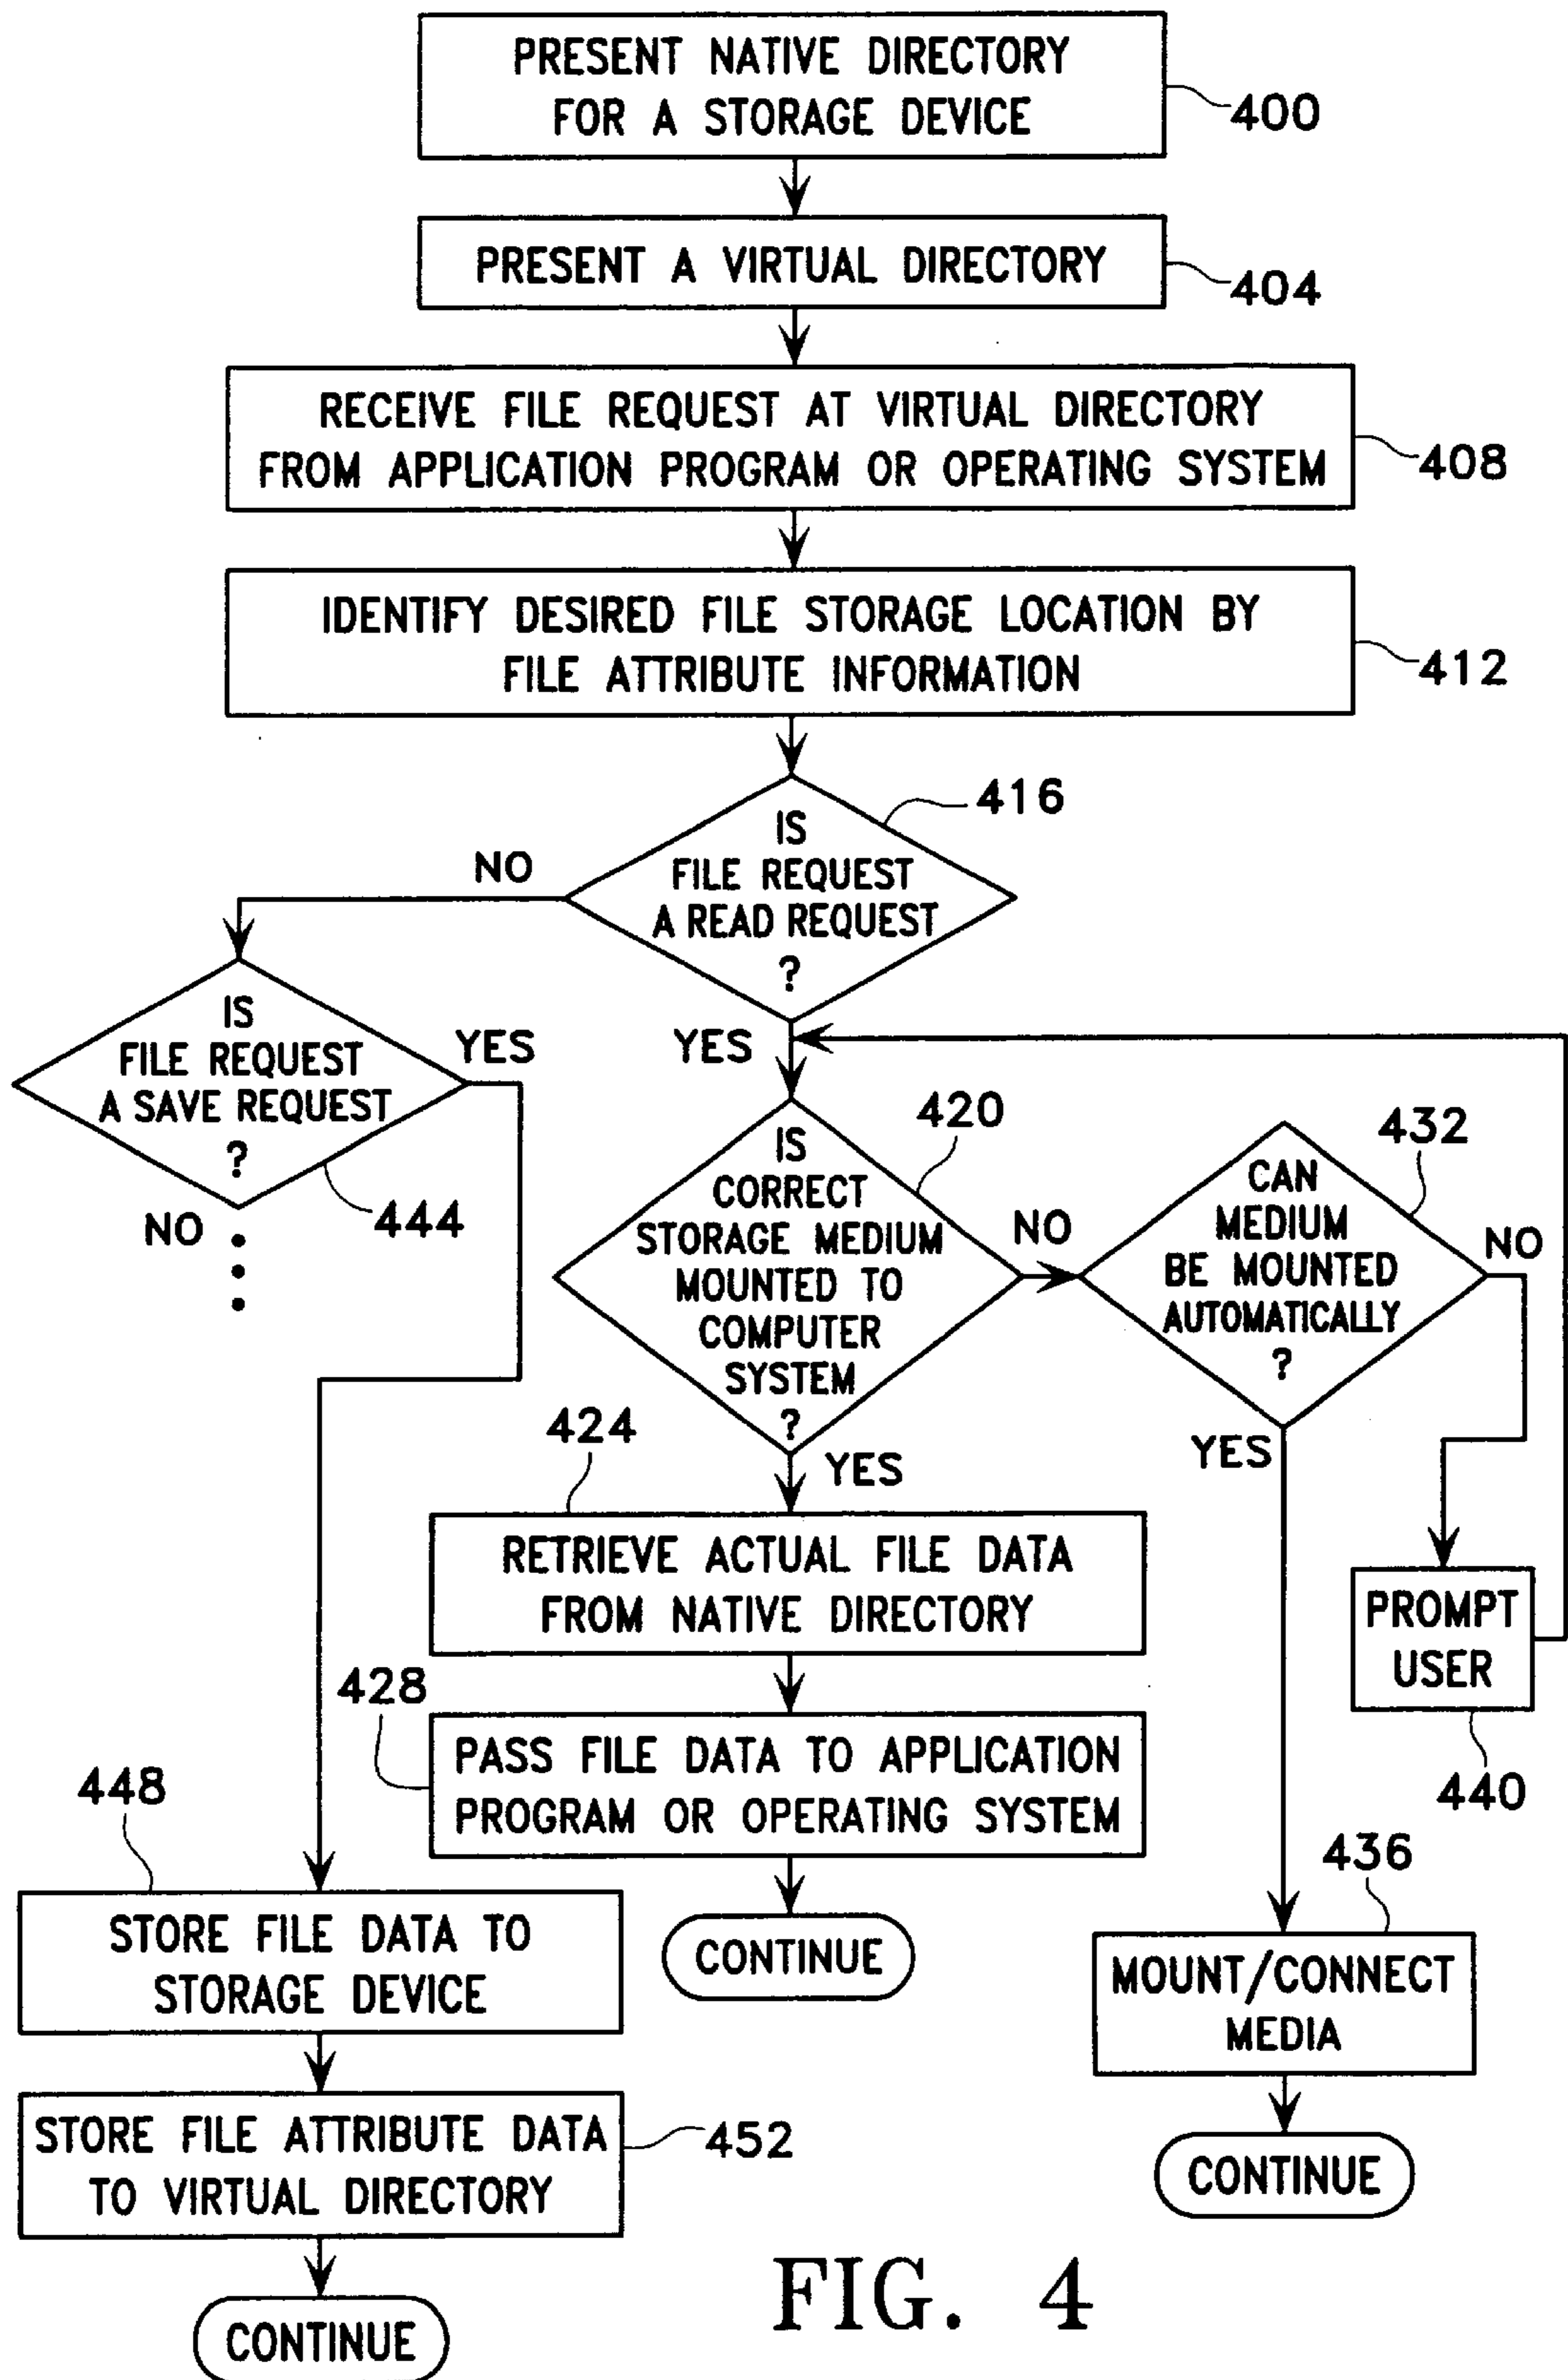 PRESENT NATIVE DIRECTORY
FOR A STORAGE DEVICE
400
PRESENT A VIRTUAL DIRECTORY
404
RECEIVE FILE REQUEST AT VIRTUAL DIRECTORY
FROM APPLICATION PROGRAM OR OPERATING SYSTEM
408
IDENTIFY DESIRED FILE STORAGE LOCATION BY
FILE ATTRIBUTE INFORMATION
412
416
IS
FILE REQUEST
A READ REQUEST
?
NO
YES
IS
FILE REQUEST
A SAVE REQUEST
?
YES
NO
444
420
IS
CORRECT
STORAGE MEDIUM
MOUNTED TO
COMPUTER
SYSTEM
?
NO
YES
432
CAN
MEDIUM
BE MOUNTED
AUTOMATICALLY
?
NO
YES
424
RETRIEVE ACTUAL FILE DATA
FROM NATIVE DIRECTORY
PROMPT
USER
440
428
PASS FILE DATA TO APPLICATION
PROGRAM OR OPERATING SYSTEM
CONTINUE
448
STORE FILE DATA TO
STORAGE DEVICE
436
MOUNT/CONNECT
MEDIA
CONTINUE
STORE FILE ATTRIBUTE DATA
TO VIRTUAL DIRECTORY
452
CONTINUE
FIG. 4